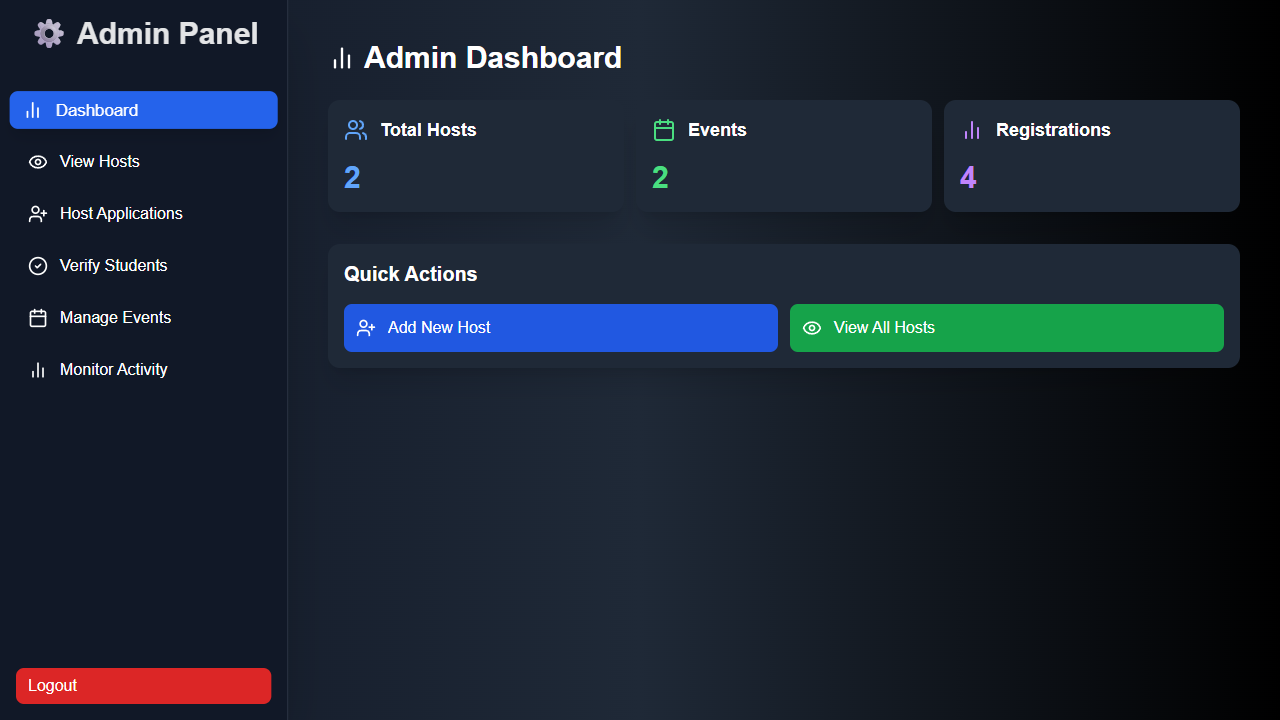 Admin Panel
Dashboard
View Hosts
Host Applications
Verify Students
Manage Events
Monitor Activity
Logout
Admin Dashboard
Total Hosts
2
Events
2
Registrations
4
Quick Actions
Add New Host
View All Hosts